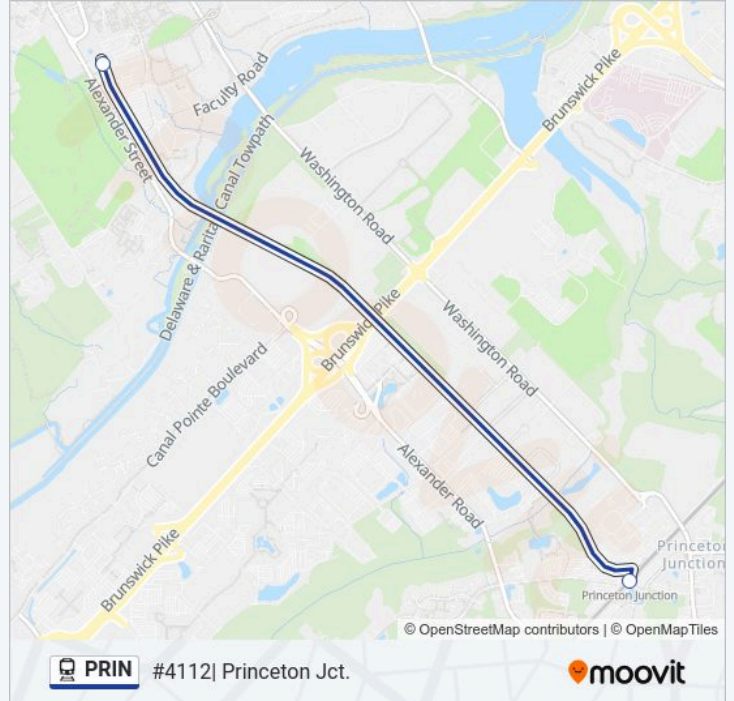 Faculty Road
Brunswick Pike
Alexander Street
Delaware & Raritan Canal Towpath
Washington Road
Brunswick Pike
Washington Road
Canal Pointe Boulevard
Alexander Road
Brunswick Pike
Princeton
Junction
Princeton Junction
© OpenStreetMap contributors | © OpenMapTiles
PRIN #4112| Princeton Jct.
moovit